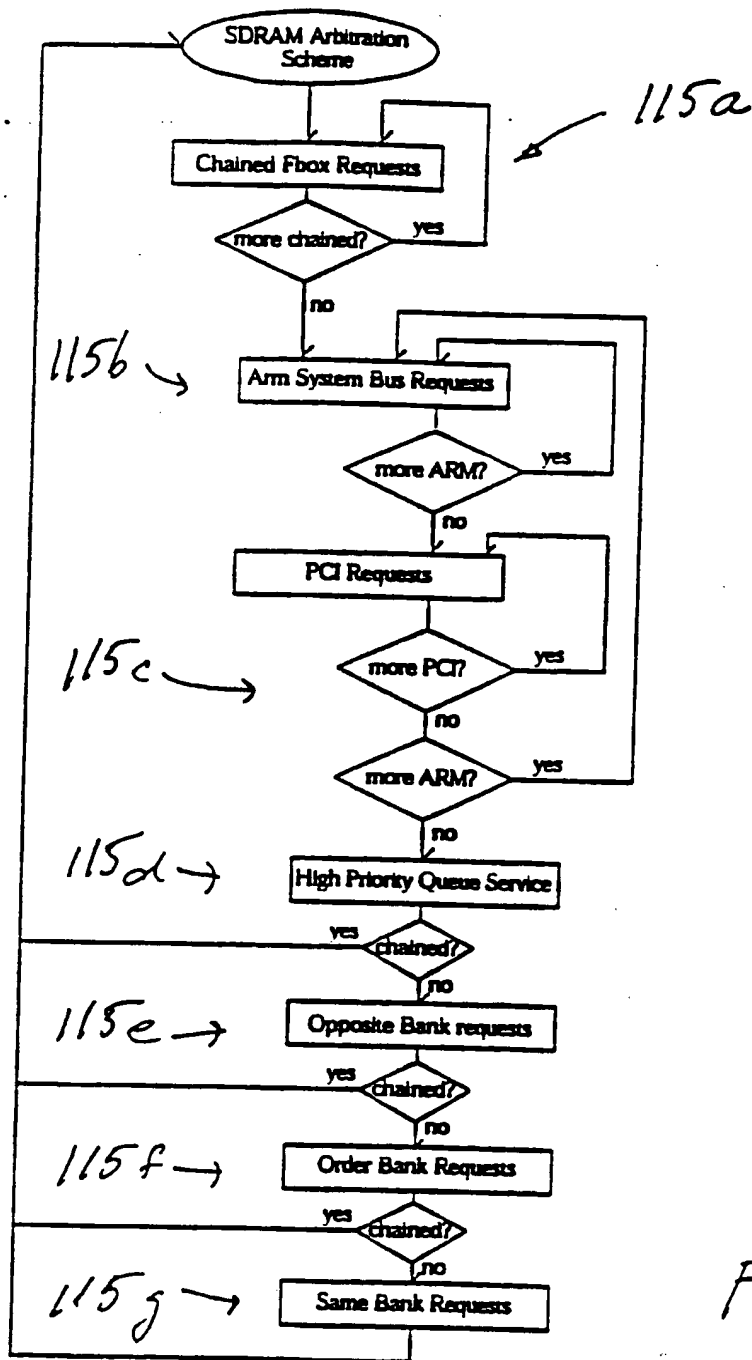 SDRAM Arbitration
Scheme
115a
Chained Fbox Requests
more chained?
yes
no
115b
Arm System Bus Requests
more ARM?
yes
no
PCI Requests
115c
more PCI?
yes
no
more ARM?
yes
no
115d
High Priority Queue Service
yes
chained?
no
115e
Opposite Bank requests
yes
chained?
no
115f
Order Bank Requests
yes
chained?
no
115g
Same Bank Requests
F